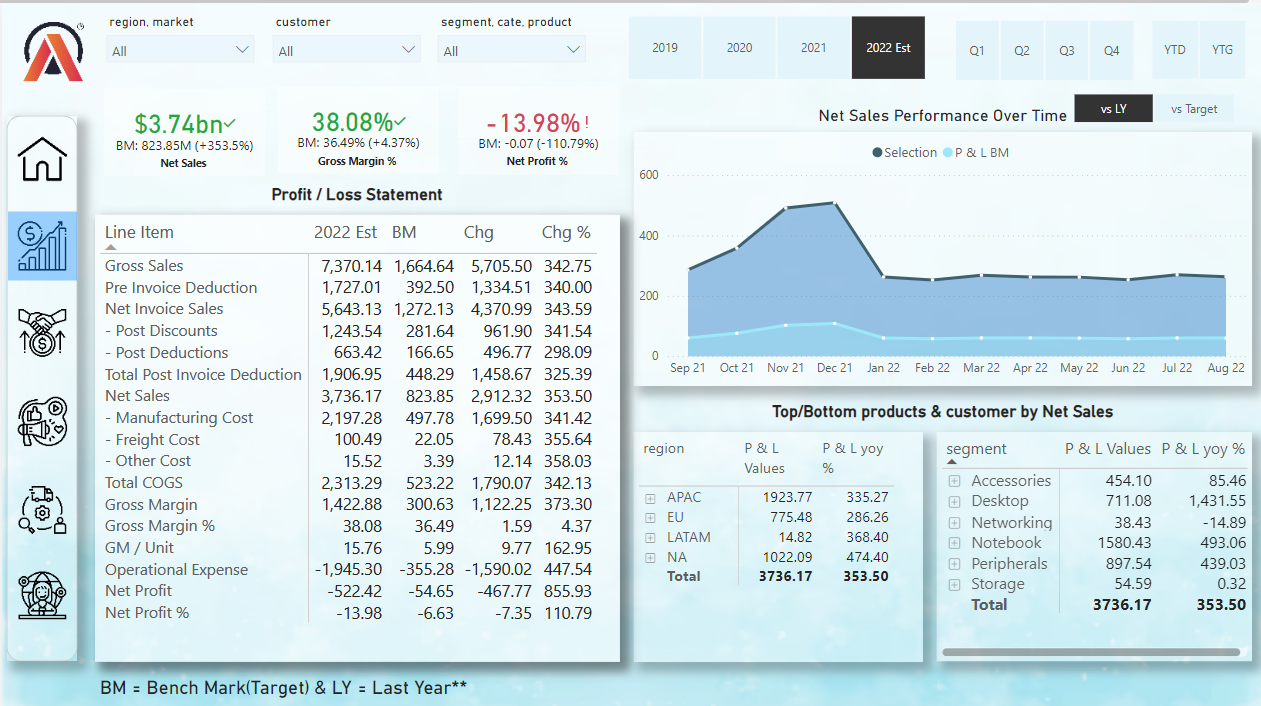 region, market
customer
segment, cate, product
All
All
All
2019
2020
2021
2022 Est
Q1
Q2
Q3
Q4
YTD
YTG
$3.74bn
BM: 823.85M (+353.5%)
Net Sales
38.08%
BM: 36.49% (+4.37%)
Gross Margin %
-13.98%!
BM: -0.07 (-110.79%)
Net Profit %
Net Sales Performance Over Time
vs LY
vs Target
Selection
P & L BM
600
400
200
0
Sep 21 Oct 21 Nov 21 Dec 21 Jan 22 Feb 22 Mar 22 Apr 22 May 22 Jun 22 Jul 22 Aug 22
Profit / Loss Statement
Line Item 2022 Est BM Chg Chg %
Gross Sales 7,370.14 1,664.64 5,705.50 342.75
Pre Invoice Deduction 1,727.01 392.50 1,334.51 340.00
Net Invoice Sales 5,643.13 1,272.13 4,370.99 343.59
- Post Discounts 1,243.54 281.64 961.90 341.54
- Post Deductions 663.42 166.65 496.77 298.09
Total Post Invoice Deduction 1,906.95 448.29 1,458.67 325.39
Net Sales 3,736.17 823.85 2,912.32 353.50
- Manufacturing Cost 2,197.28 497.78 1,699.50 341.42
- Freight Cost 100.49 22.05 78.43 355.64
- Other Cost 15.52 3.39 12.14 358.03
Total COGS 2,313.29 523.22 1,790.07 342.13
Gross Margin 1,422.88 300.63 1,122.25 373.30
Gross Margin % 38.08 36.49 1.59 4.37
GM / Unit 15.76 5.99 9.77 162.95
Operational Expense -1,945.30 -355.28 -1,590.02 447.54
Net Profit -522.42 -54.65 -467.77 855.93
Net Profit % -13.98 -6.63 -7.35 110.79
Top/Bottom products & customer by Net Sales
region P & L Values P & L yoy %
APAC 1923.77 335.27
EU 775.48 286.26
LATAM 14.82 368.40
NA 1022.09 474.40
Total 3736.17 353.50
segment P & L Values P & L yoy %
Accessories 454.10 85.46
Desktop 711.08 1,431.55
Networking 38.43 -14.89
Notebook 1580.43 493.06
Peripherals 897.54 439.03
Storage 54.59 0.32
Total 3736.17 353.50
BM = Bench Mark(Target) & LY = Last Year**